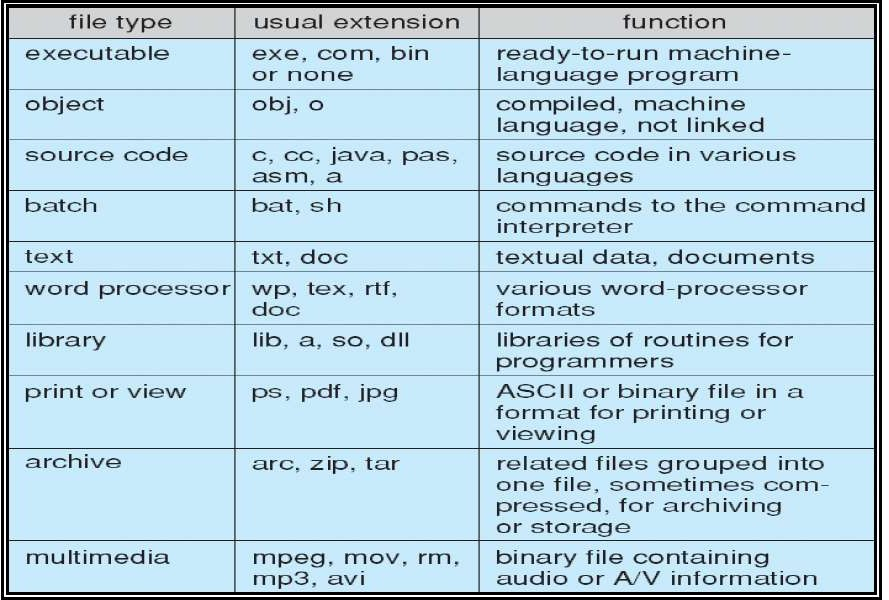 file type usual extension function
executable exe, com, bin ready-to-run machine-
or none language program
object obj, o compiled, machine
language, not linked
source code c, cc, java, pas, source code in various
asm, a languages
batch bat, sh commands to the command
interpreter
text txt, doc textual data, documents
word processor wp, tex, rtf, various word-processor
doc formats
library lib, a, so, dll libraries of routines for
programmers
print or view ps, pdf, jpg ASCII or binary file in a
format for printing or
viewing
archive arc, zip, tar related files grouped into
one file, sometimes com-
pressed, for archiving
or storage
multimedia mpeg, mov, rm, binary file containing
mp3, avi audio or A/V information